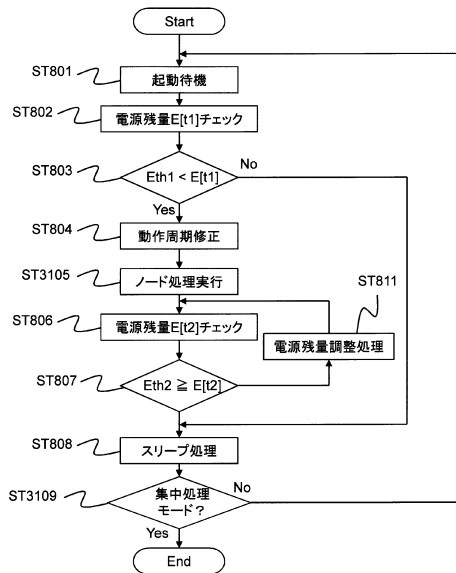 Start
ST801
起動待機
ST802
電源残量E[t1]チェック
ST803
Eth1 < E[t1]
No
Yes
ST804
動作周期修正
ST3105
ノード処理実行
ST811
ST806
電源残量E[t2]チェック
電源残量調整処理
ST807
Eth2 ≧ E[t2]
ST808
スリープ処理
ST3109
集中処理
モード？
No
Yes
End